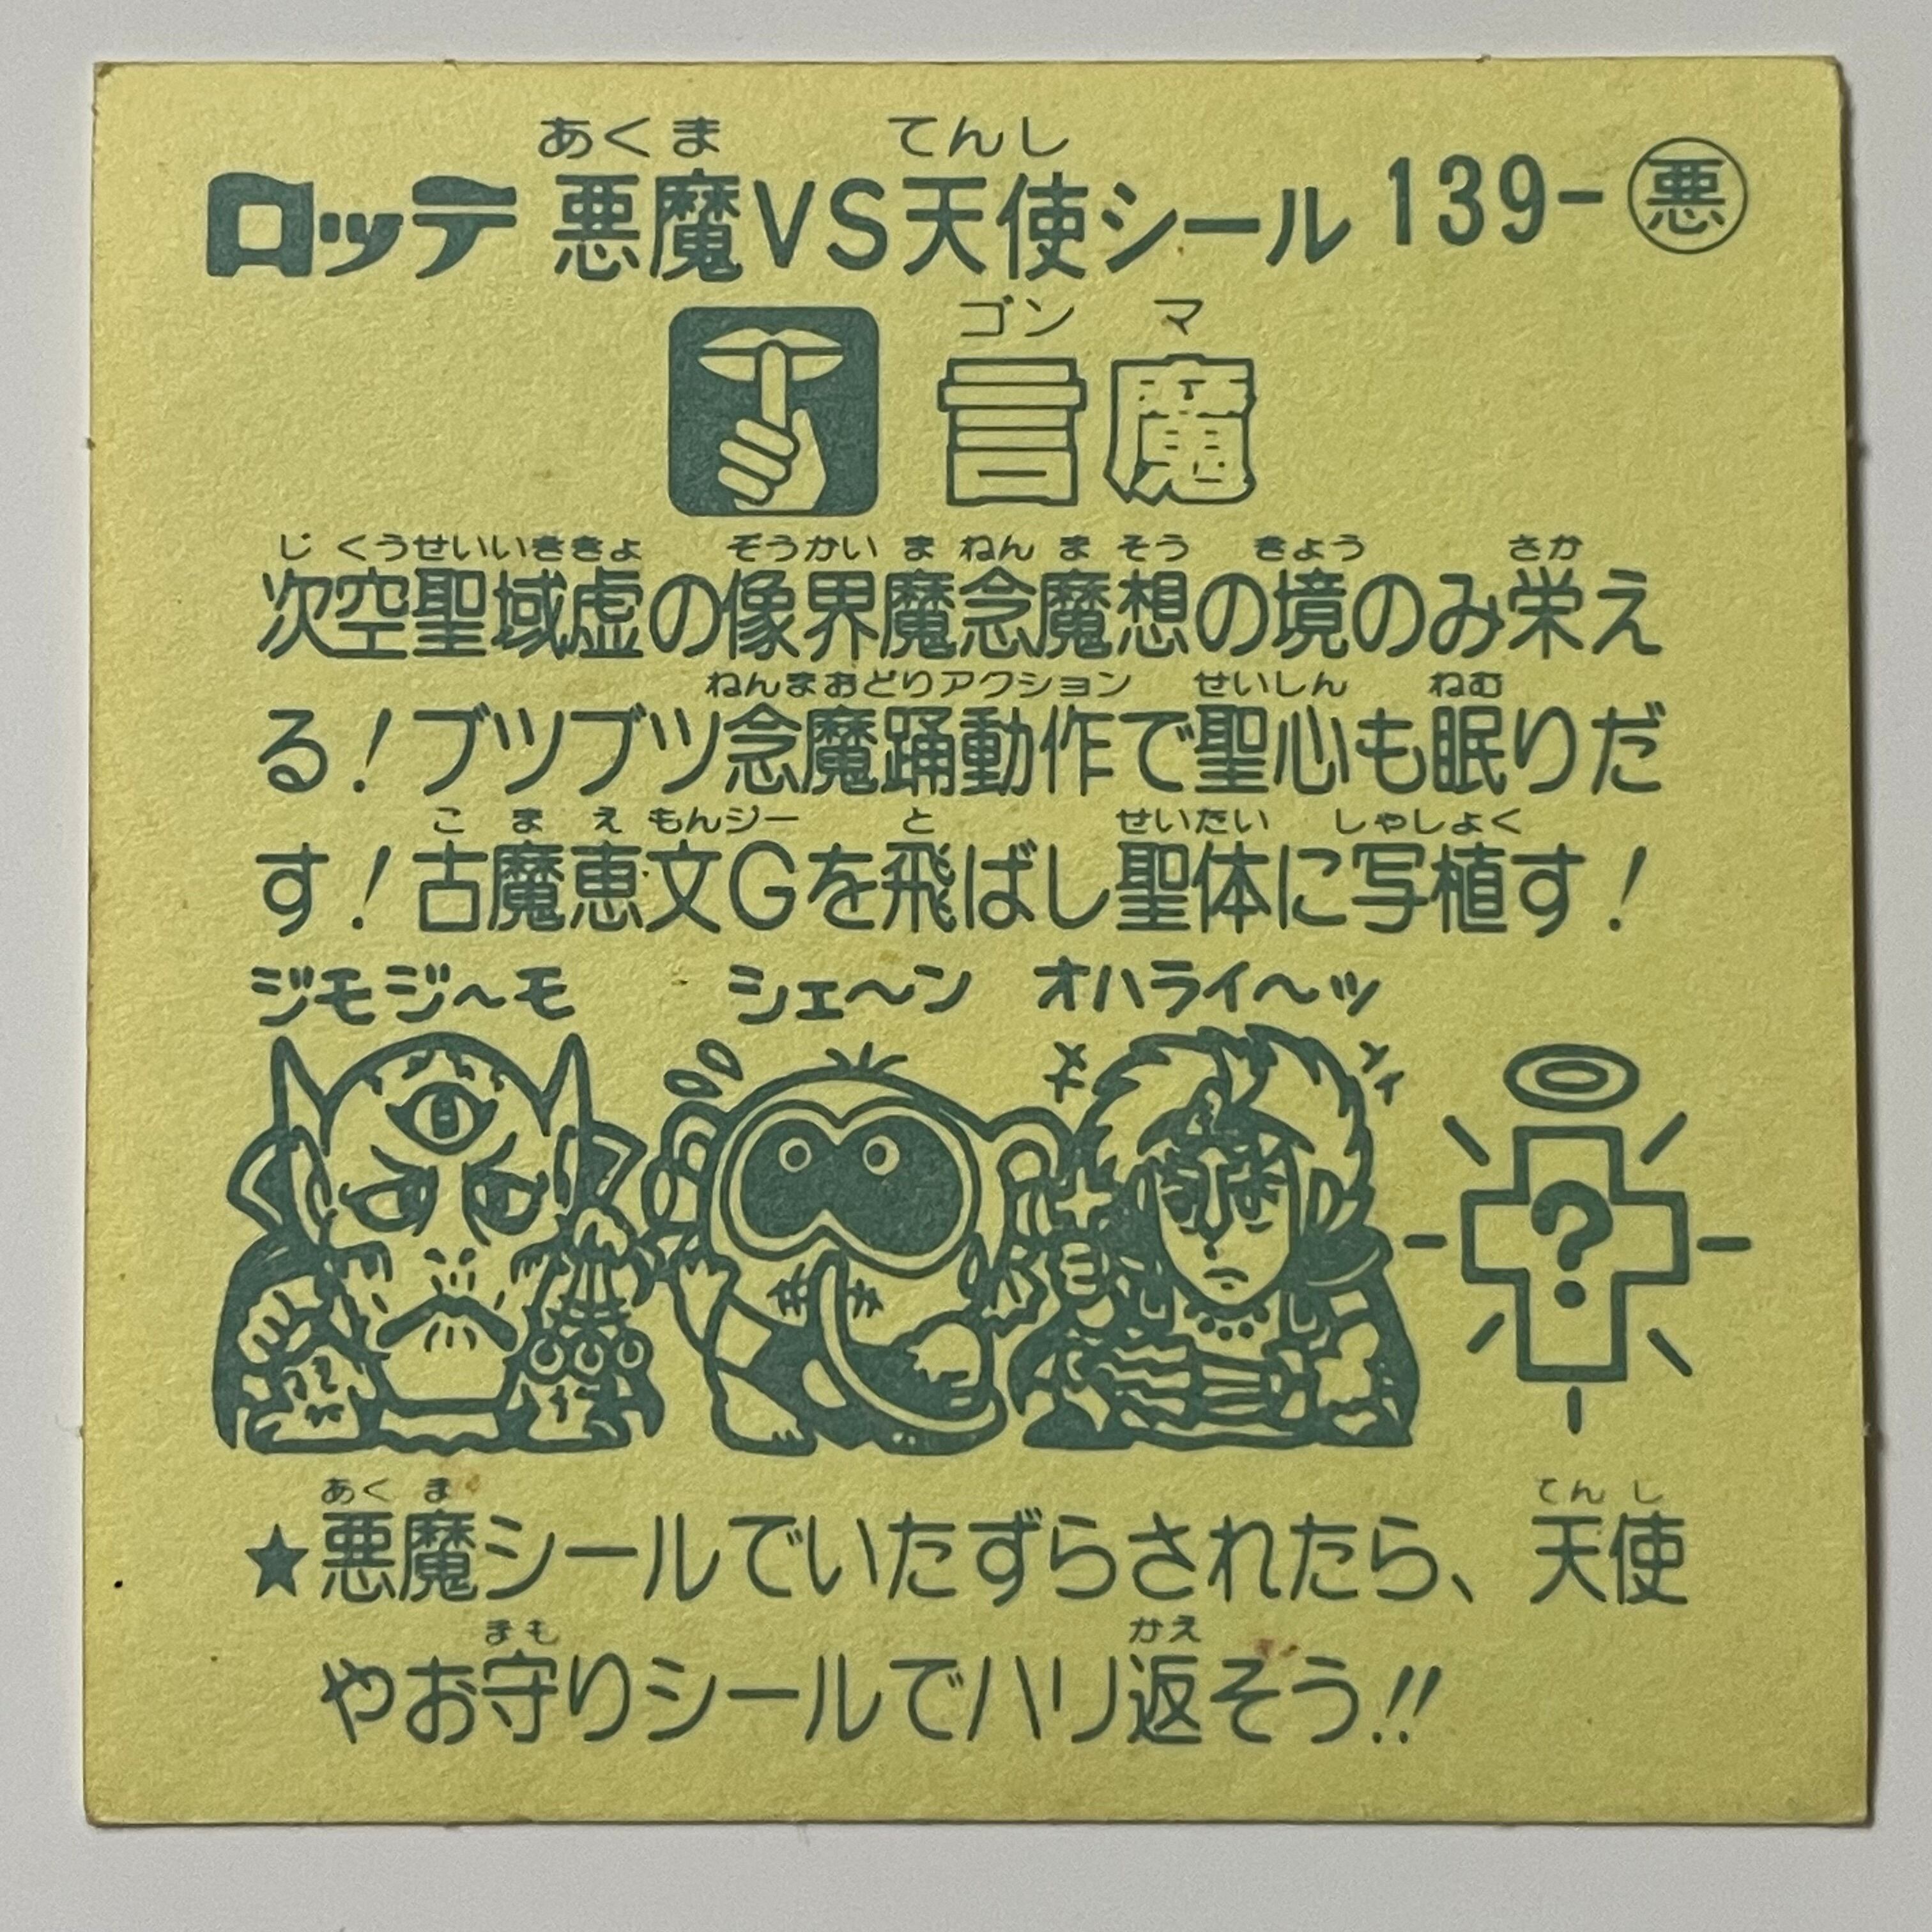 あくま てんし
ロッテ 悪魔VS天使シール 139-悪
ゴン マ
言魔
じくうせいいききょ ぞうかい ま ねん ま そう きょう さか
次空聖域虚の像界魔念魔想の境のみ栄え
ねんまおどりアクション せいしん ねむ
る!ブツブツ念魔踊動作で聖心も眠りだ
こ ま え もんジー と せいたい しゃしょく
す!古魔恵文Gを飛ばし聖体に写植す!
ジモジ〜モ シェ〜ン オハライ〜ッ
?
あく ま てん し
★悪魔シールでいたずらされたら、天使
まも かえ
やお守りシールでハリ返そう!!